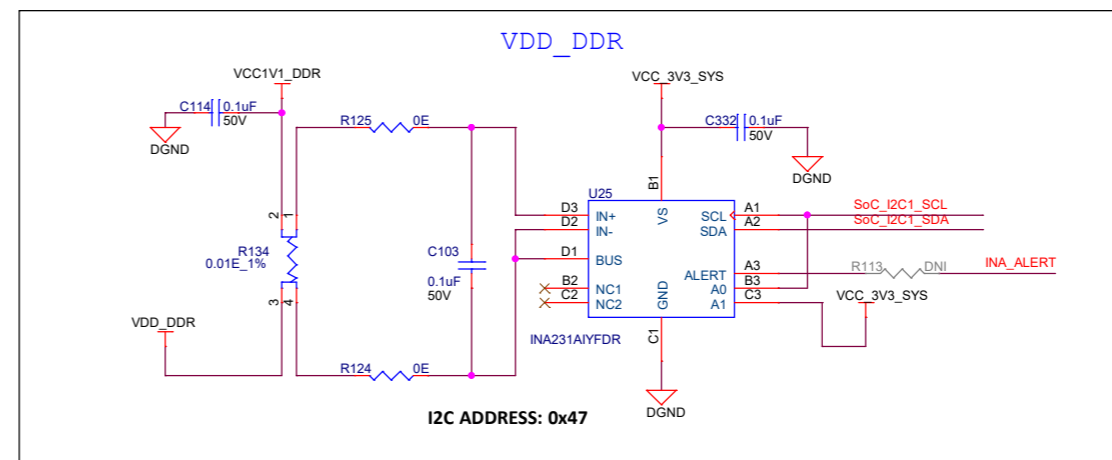 VDD_DDR
VCC1V1_DDR
VCC_3V3_SYS
C114 0.1uF
50V
DGND
R125 0E
C332 0.1uF
50V
DGND
B1
U25
2 1
D3 IN+ VS SCL A1 SoC_I2C1_SCL
D2 IN- SDA A2 SoC_I2C1_SDA
R134
0.01E_1%
C103
D1 BUS
0.1uF
50V
ALERT A3 R113 DNI INA_ALERT
B2 NC1 A0 B3
C2 NC2 GND A1 C3 VCC_3V3_SYS
3 4
VDD_DDR
INA231AIYFDR
C1
R124 0E
DGND
I2C ADDRESS: 0x47